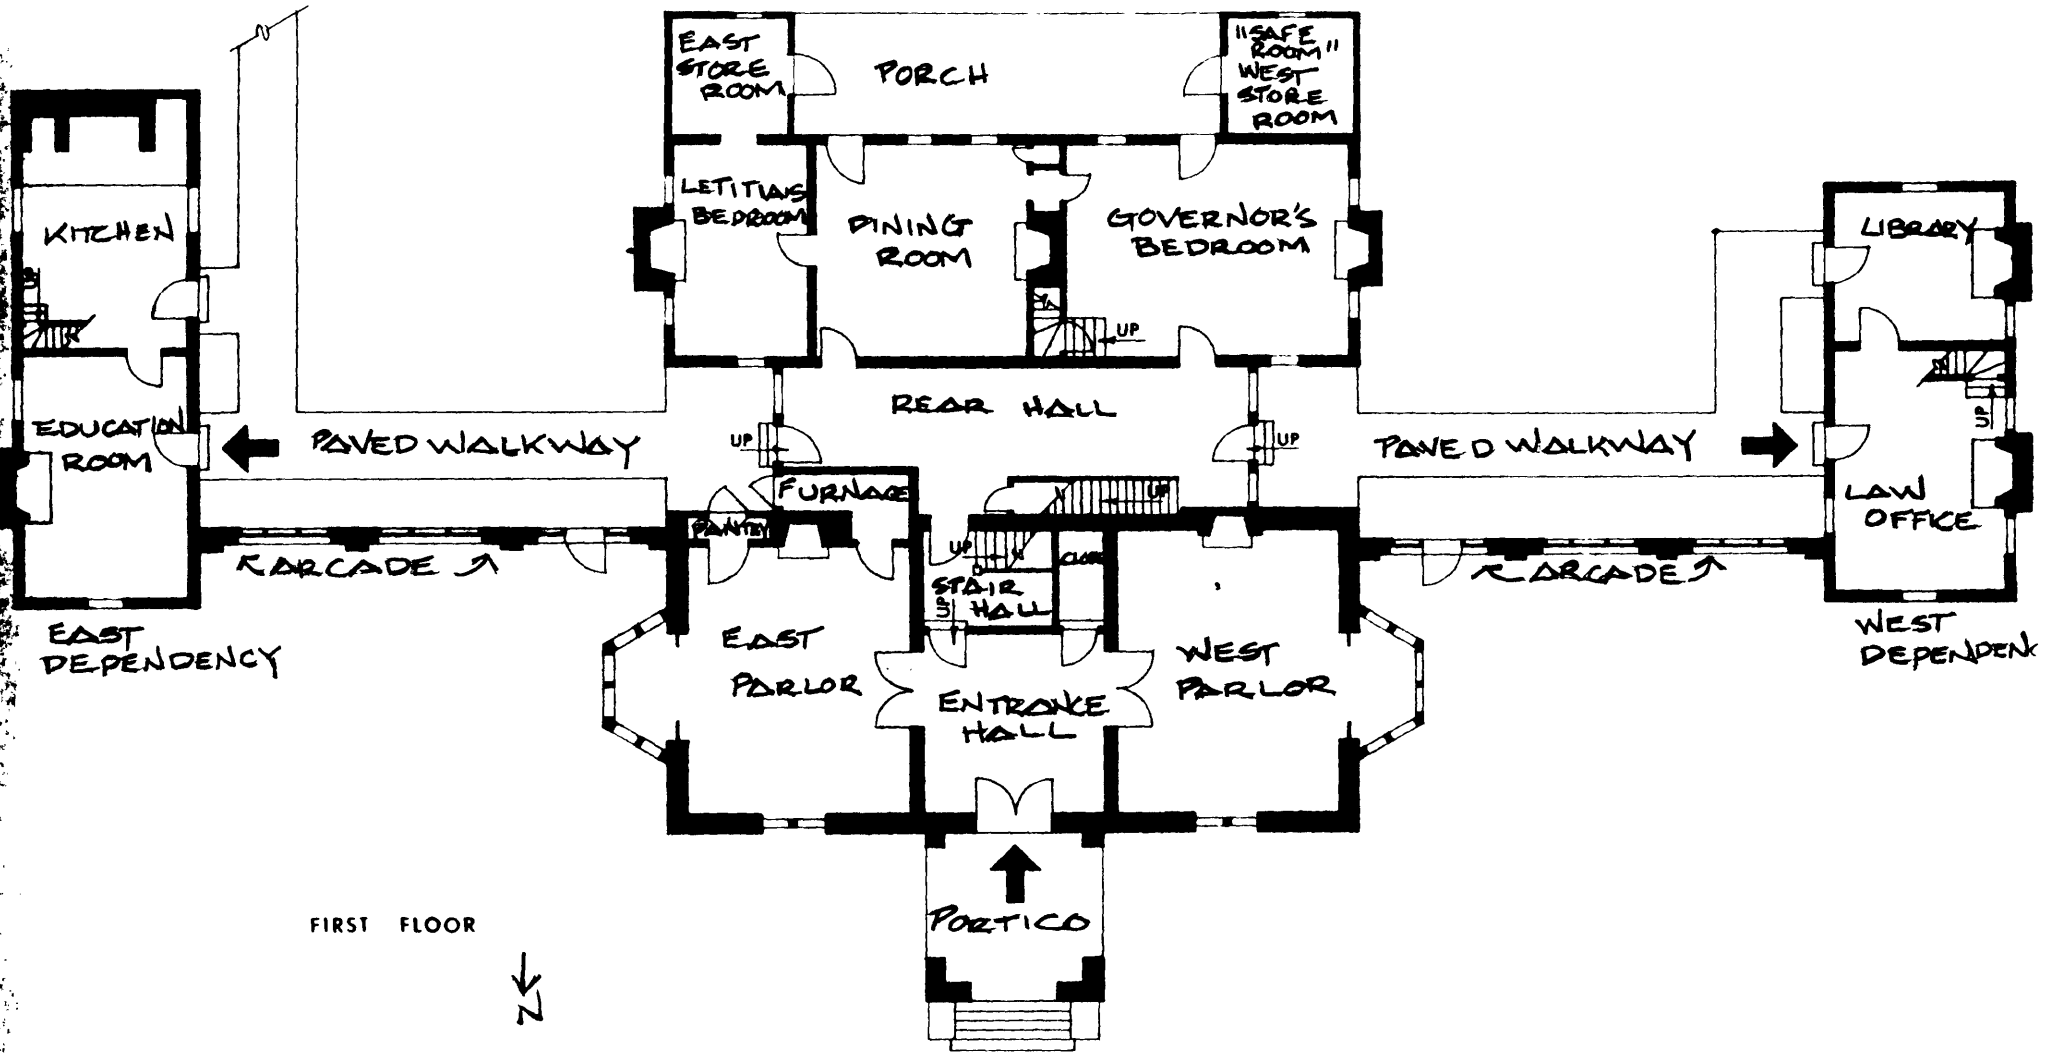 EAST
STORE
ROOM
PORCH
"SAFE
ROOM"
WEST
STORE
ROOM
KITCHEN
UP
LETITIA'S
BEDROOM
DINING
ROOM
GOVERNOR'S
BEDROOM
UP
LIBRARY
EDUCATION
ROOM
PAVED WALKWAY
UP
REAR HALL
UP
PAVED WALKWAY
UP
LAW
OFFICE
FURNACE
UP
PANTRY
UP
STAIR
HALL
UP
CLOS
ARCADE
ARCADE
EAST
DEPENDENCY
EAST
PARLOR
ENTRANCE
HALL
WEST
PARLOR
WEST
DEPENDENC
PORTICO
FIRST FLOOR
N